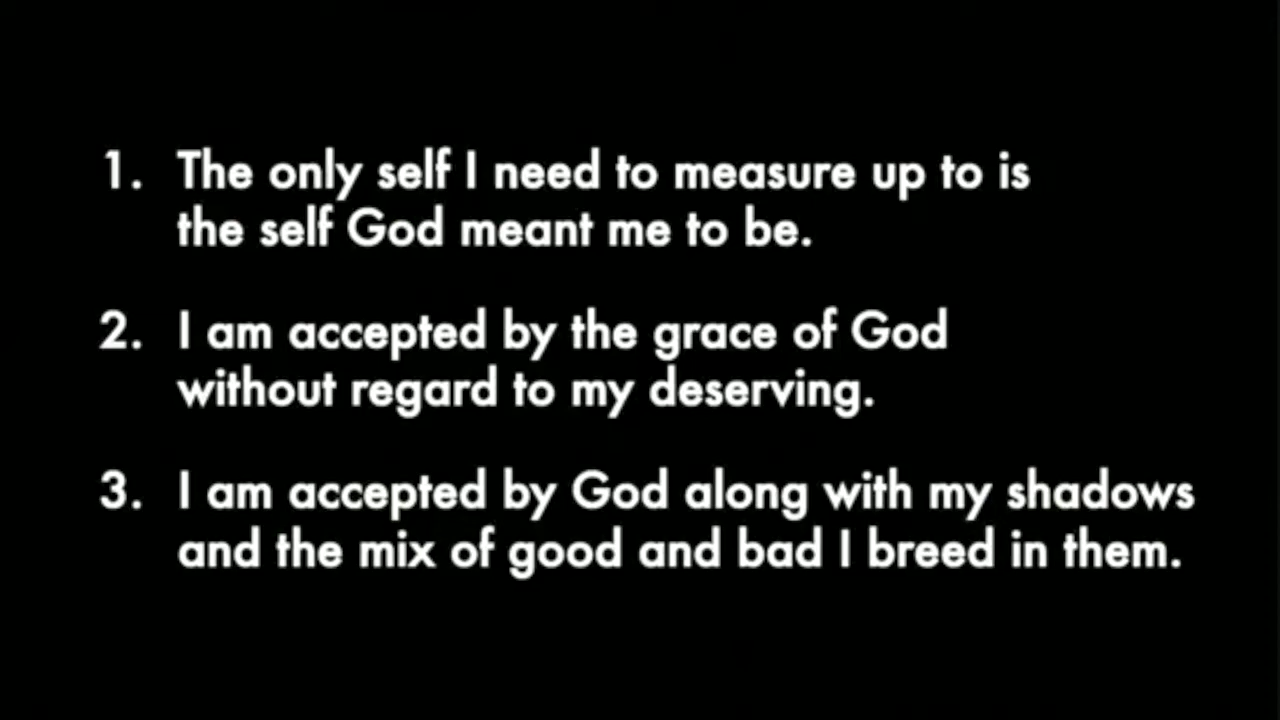 1. The only self I need to measure up to is
the self God meant me to be.
2. I am accepted by the grace of God
without regard to my deserving.
3. I am accepted by God along with my shadows
and the mix of good and bad I breed in them.